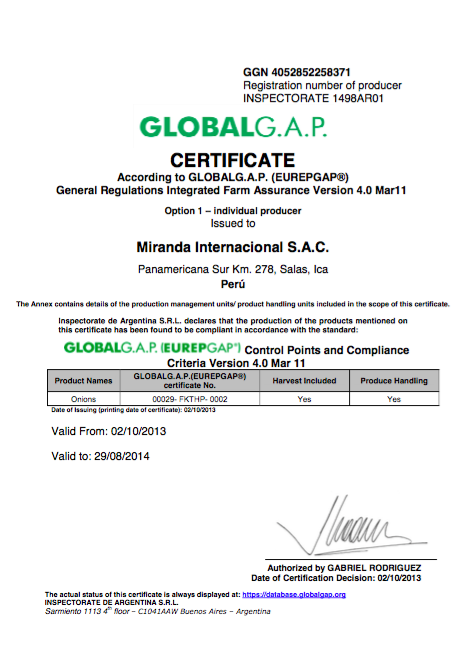 GGN 4052852258371
Registration number of producer
INSPECTORATE 1498AR01
GLOBALG.A.P.
CERTIFICATE
According to GLOBALG.A.P. (EUREPGAP®)
General Regulations Integrated Farm Assurance Version 4.0 Mar11
Option 1 – individual producer
Issued to
Miranda Internacional S.A.C.
Panamericana Sur Km. 278, Salas, Ica
Perú
The Annex contains details of the production management units/ product handling units included in the scope of this certificate.
Inspectorate de Argentina S.R.L. declares that the production of the products mentioned on
this certificate has been found to be compliant in accordance with the standard:
GLOBALG.A.P. (EUREPGAP®) Control Points and Compliance
Criteria Version 4.0 Mar 11
Product Names GLOBALG.A.P.(EUREPGAP®) certificate No. Harvest Included Produce Handling
Onions 00029- FKTHP- 0002 Yes Yes
Date of Issuing (printing date of certificate): 02/10/2013
Valid From: 02/10/2013
Valid to: 29/08/2014
Authorized by GABRIEL RODRIGUEZ
Date of Certification Decision: 02/10/2013
The actual status of this certificate is always displayed at: https://database.globalgap.org
INSPECTORATE DE ARGENTINA S.R.L.
Sarmiento 1113 4th floor – C1041AAW Buenos Aires – Argentina